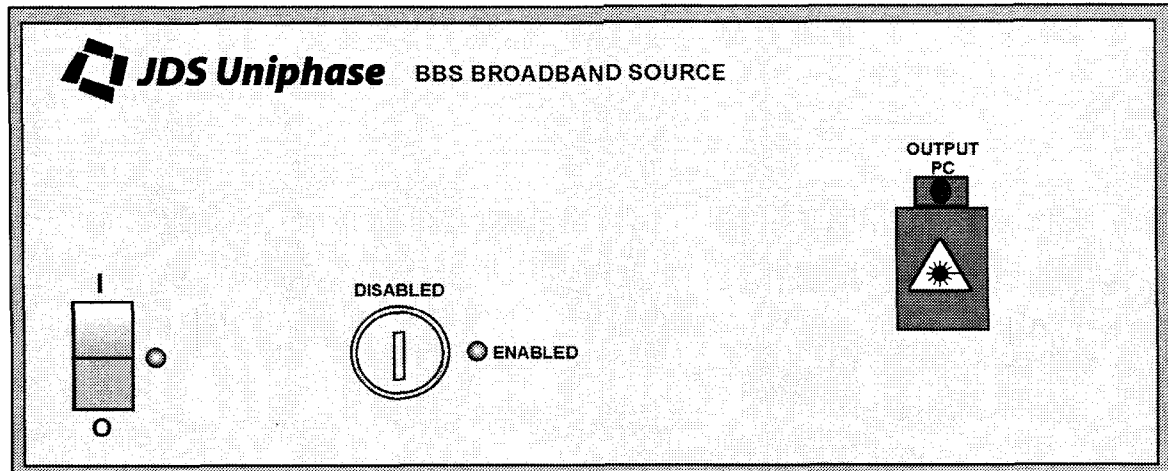 JDS Uniphase BBS BROADBAND SOURCE
OUTPUT
PC
I
DISABLED
ENABLED
O